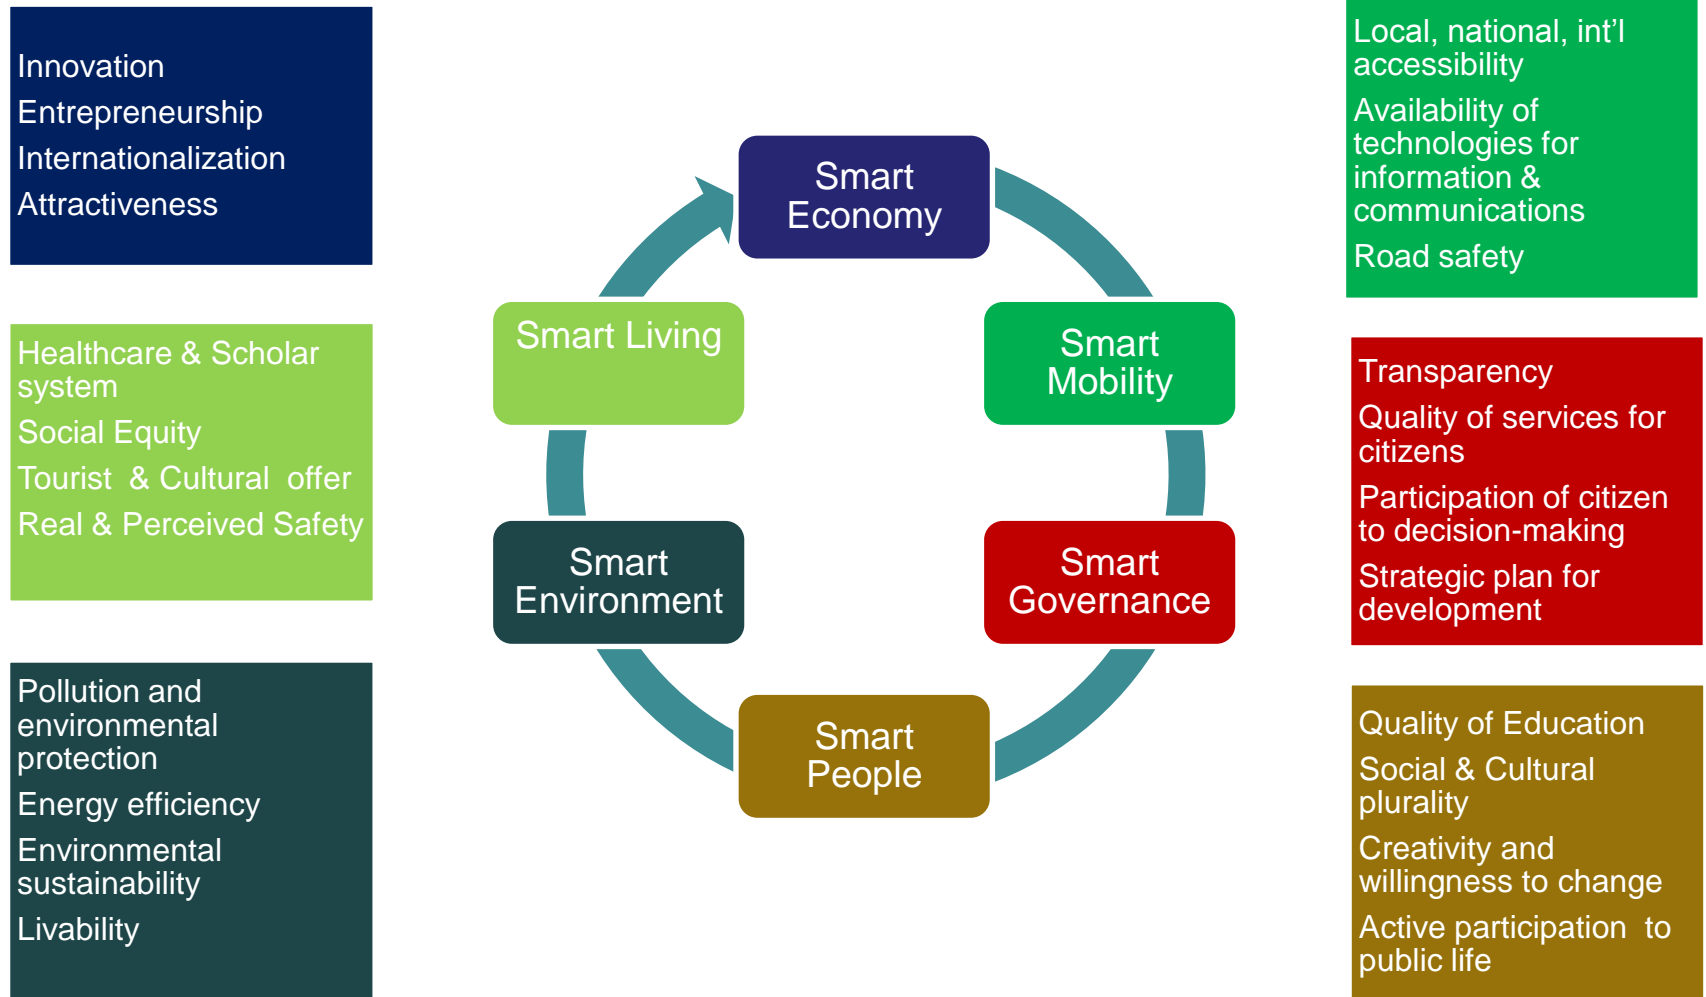 Innovation
Entrepreneurship
Internationalization
Attractiveness
Healthcare & Scholar
system
Social Equity
Tourist & Cultural offer
Real & Perceived Safety
Pollution and
environmental
protection
Energy efficiency
Environmental
sustainability
Livability
Smart
Economy
Smart
Mobility
Smart
Governance
Smart
People
Smart
Environment
Smart Living
Local, national, int'l
accessibility
Availability of
technologies for
information &
communications
Road safety
Transparency
Quality of services for
citizens
Participation of citizen
to decision-making
Strategic plan for
development
Quality of Education
Social & Cultural
plurality
Creativity and
willingness to change
Active participation to
public life